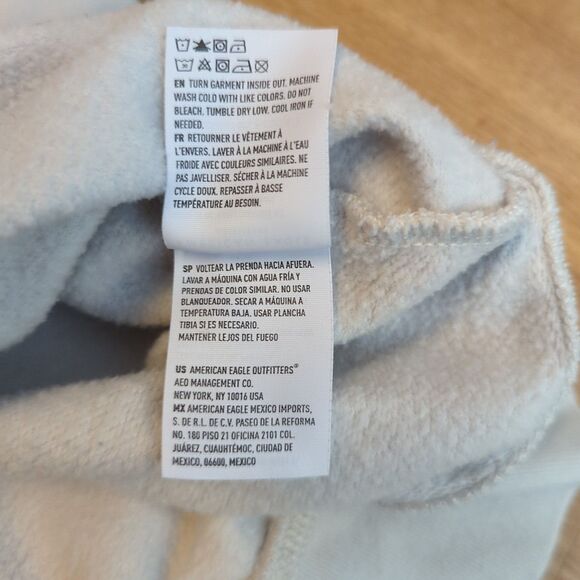 EN TURN GARMENT INSIDE OUT. MACHINE
WASH COLD WITH LIKE COLORS. DO NOT
BLEACH. TUMBLE DRY LOW. COOL IRON IF
NEEDED.
FR RETOURNER LE VÊTEMENT À
L'ENVERS. LAVER À LA MACHINE À L'EAU
FROIDE AVEC COULEURS SIMILAIRES. NE
PAS JAVELLISER. SÉCHER À LA MACHINE
CYCLE DOUX. REPASSER À BASSE
TEMPÉRATURE AU BESOIN.
SP VOLTEAR LA PRENDA HACIA AFUERA.
LAVAR A MÁQUINA CON AGUA FRÍA Y
PRENDAS DE COLOR SIMILAR. NO USAR
BLANQUEADOR. SECAR A MÁQUINA A
TEMPERATURA BAJA. USAR PLANCHA
TIBIA SI ES NECESARIO.
MANTENER LEJOS DEL FUEGO
US AMERICAN EAGLE OUTFITTERS®
AEO MANAGEMENT CO.
NEW YORK, NY 10016 USA
MX AMERICAN EAGLE MEXICO IMPORTS,
S. DE R.L. DE C.V. PASEO DE LA REFORMA
NO. 180 PISO 21 OFICINA 2101 COL.
JUÁREZ, CUAUHTÉMOC, CIUDAD DE
MEXICO, 06600, MEXICO